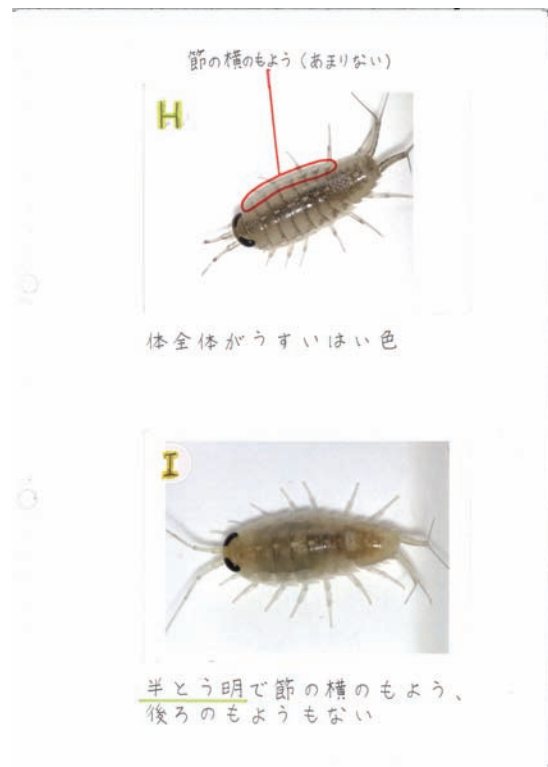 節の横のもよう(あまりない)
H
体全体がうすいはい色
I
半とう明で節の横のもよう、
後ろのもようもない